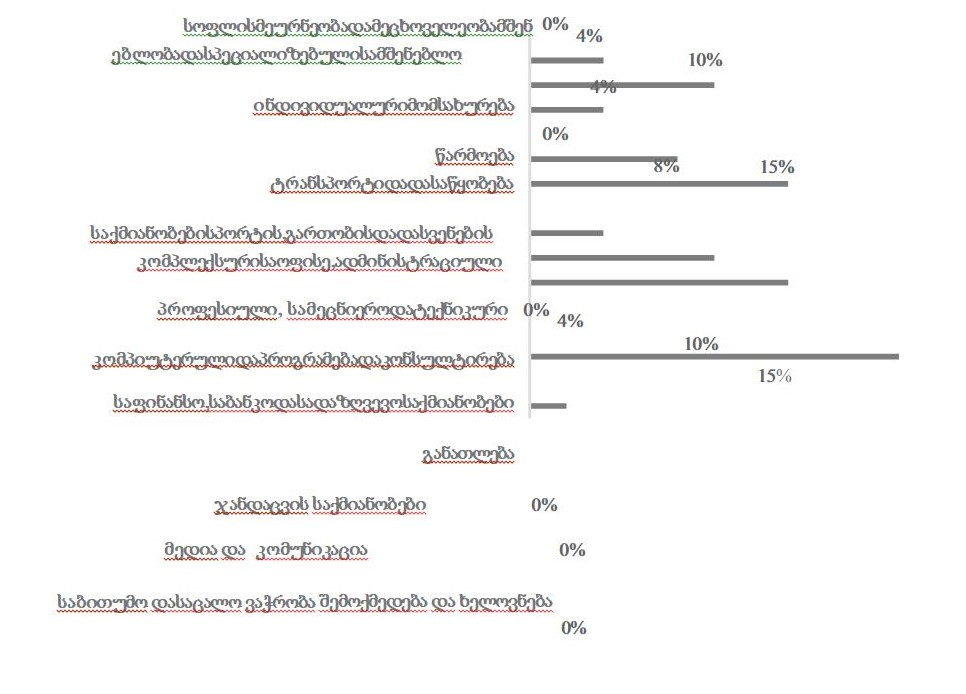 სოფლისმეურნეობადამეცხოველეობამშენ 0%
4%
ებლობადასპეციალიზებულისამშენებლო 10%
4%
ინდივიდუალურიმომსახურება
0%
წარმოება
8% 15%
ტრანსპორტიდადასაწყობება
საქმიანობებისპორტის,გართობისდადასვენების
კომპლექსურისაოფისე,ადმინისტრაციული
პროფესიული, სამეცნიეროდატექნიკური 0%
4%
10%
კომპიუტერულიდაპროგრამებადაკონსულტირება
15%
საფინანსო,საბანკოდასადაზღვევოსაქმიანობები
განათლება
ჯანდაცვის საქმიანობები 0%
მედია და კომუნიკაცია 0%
საბითუმო დასაცალო ვაჭრობა შემოქმედება და ხელოვნება
0%